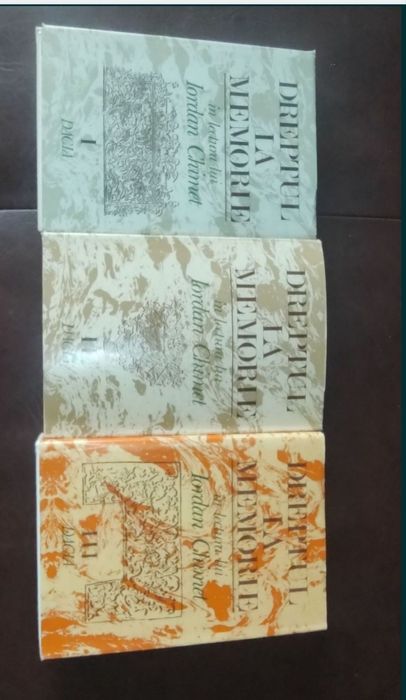 DREPTUL
LA
MEMORIE
în lectura lui
Iordan Chimet
I
DACIA
DREPTUL
LA
MEMORIE
în lectura lui
Iordan Chimet
DACIA
DREPTUL
LA
MEMORIE
în lectura lui
Iordan Chimet
III
DACIA